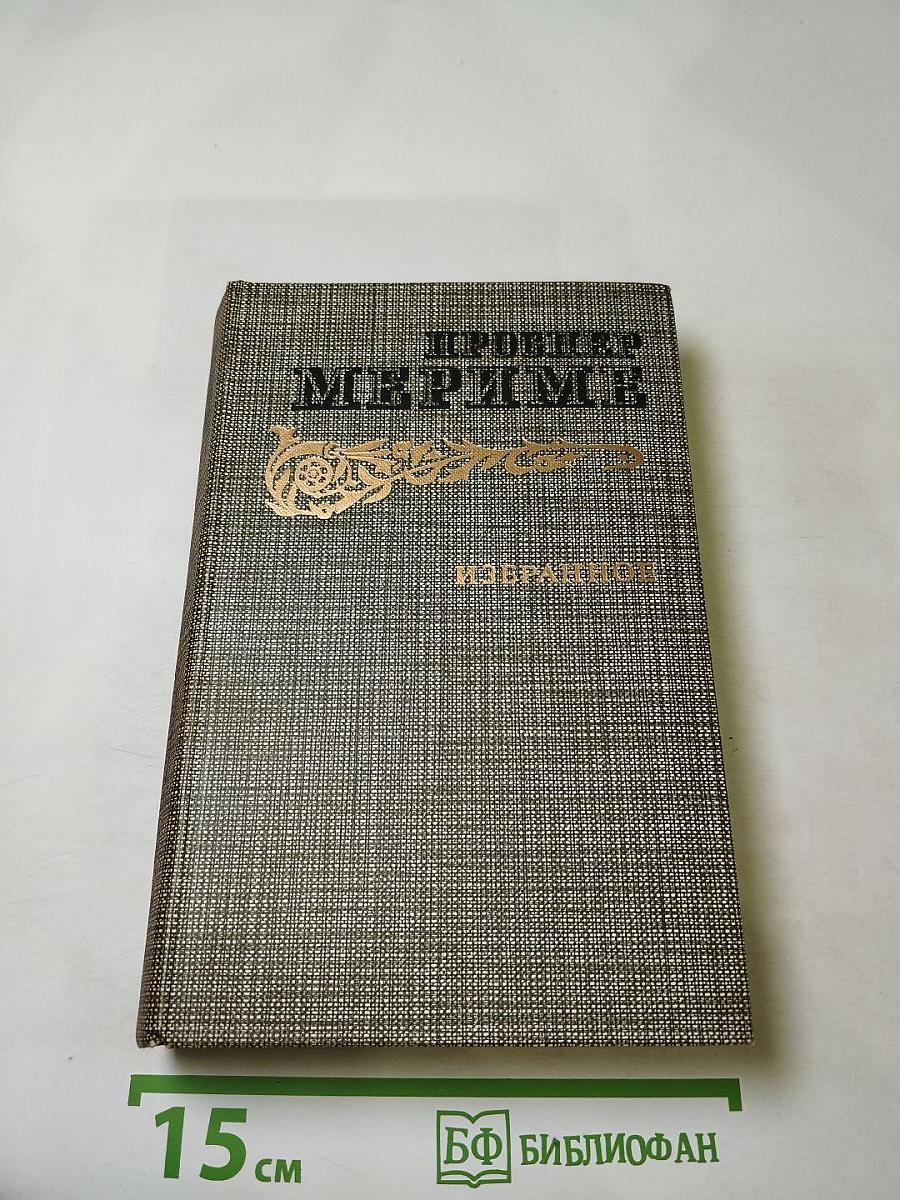 ПРОСПЕР
МЕРИМЕ
ИЗБРАННОЕ
15 см
БФ БИБЛИОФАН